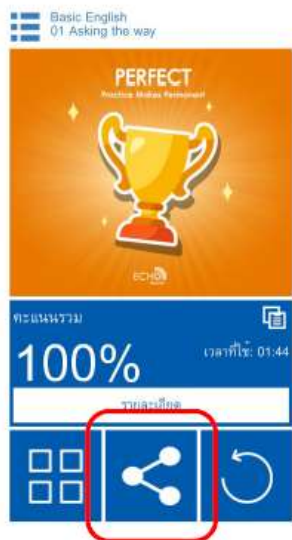 Basic English
01 Asking the way
PERFECT
Practice Makes Permanent
ECHO
คะแนนรวม
100%
เวลาที่ใช้: 01:44
รายละเอียด